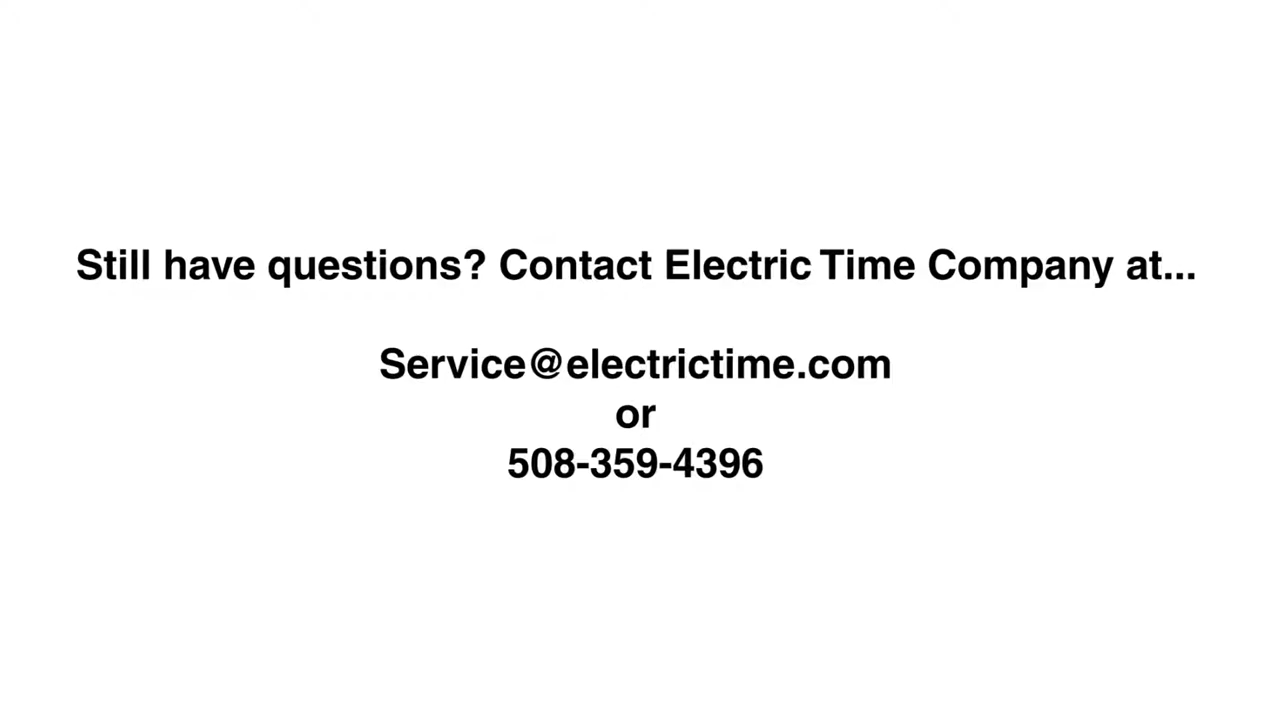 Still have questions? Contact Electric Time Company at...
Service@electrictime.com
or
508-359-4396